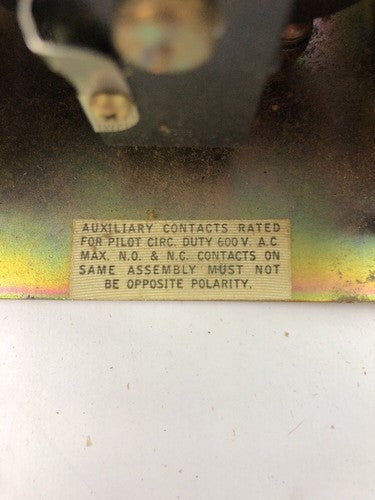 AUXILIARY CONTACTS RATED
FOR PILOT CIRC. DUTY 600 V. A.C.
MAX. N.O. & N.C. CONTACTS ON
SAME ASSEMBLY MUST NOT
BE OPPOSITE POLARITY.